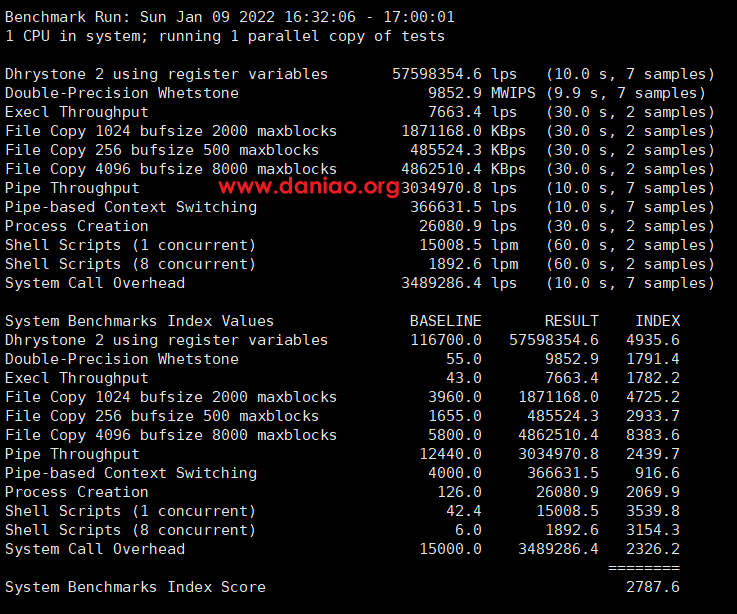 Benchmark Run: Sun Jan 09 2022 16:32:06 - 17:00:01
1 CPU in system; running 1 parallel copy of tests

Dhrystone 2 using register variables       57598354.6 lps   (10.0 s, 7 samples)
Double-Precision Whetstone                     9852.9 MWIPS (9.9 s, 7 samples)
Execl Throughput                               7663.4 lps   (30.0 s, 2 samples)
File Copy 1024 bufsize 2000 maxblocks       1871168.0 KBps  (30.0 s, 2 samples)
File Copy 256 bufsize 500 maxblocks          485524.3 KBps  (30.0 s, 2 samples)
File Copy 4096 bufsize 8000 maxblocks       4862510.4 KBps  (30.0 s, 2 samples)
Pipe Throughput                             3034970.8 lps   (10.0 s, 7 samples)
www.daniao.org
Pipe-based Context Switching                 366631.5 lps   (10.0 s, 7 samples)
Process Creation                              26080.9 lps   (30.0 s, 2 samples)
Shell Scripts (1 concurrent)                  15008.5 lpm   (60.0 s, 2 samples)
Shell Scripts (8 concurrent)                   1892.6 lpm   (60.0 s, 2 samples)
System Call Overhead                        3489286.4 lps   (10.0 s, 7 samples)

System Benchmarks Index Values               BASELINE       RESULT    INDEX
Dhrystone 2 using register variables         116700.0   57598354.6   4935.6
Double-Precision Whetstone                       55.0       9852.9   1791.4
Execl Throughput                                 43.0       7663.4   1782.2
File Copy 1024 bufsize 2000 maxblocks          3960.0    1871168.0   4725.2
File Copy 256 bufsize 500 maxblocks            1655.0     485524.3   2933.7
File Copy 4096 bufsize 8000 maxblocks          5800.0    4862510.4   8383.6
Pipe Throughput                               12440.0    3034970.8   2439.7
Pipe-based Context Switching                   4000.0     366631.5    916.6
Process Creation                                126.0      26080.9   2069.9
Shell Scripts (1 concurrent)                     42.4      15008.5   3539.8
Shell Scripts (8 concurrent)                      6.0       1892.6   3154.3
System Call Overhead                          15000.0    3489286.4   2326.2
                                                                   ========
System Benchmarks Index Score                                        2787.6